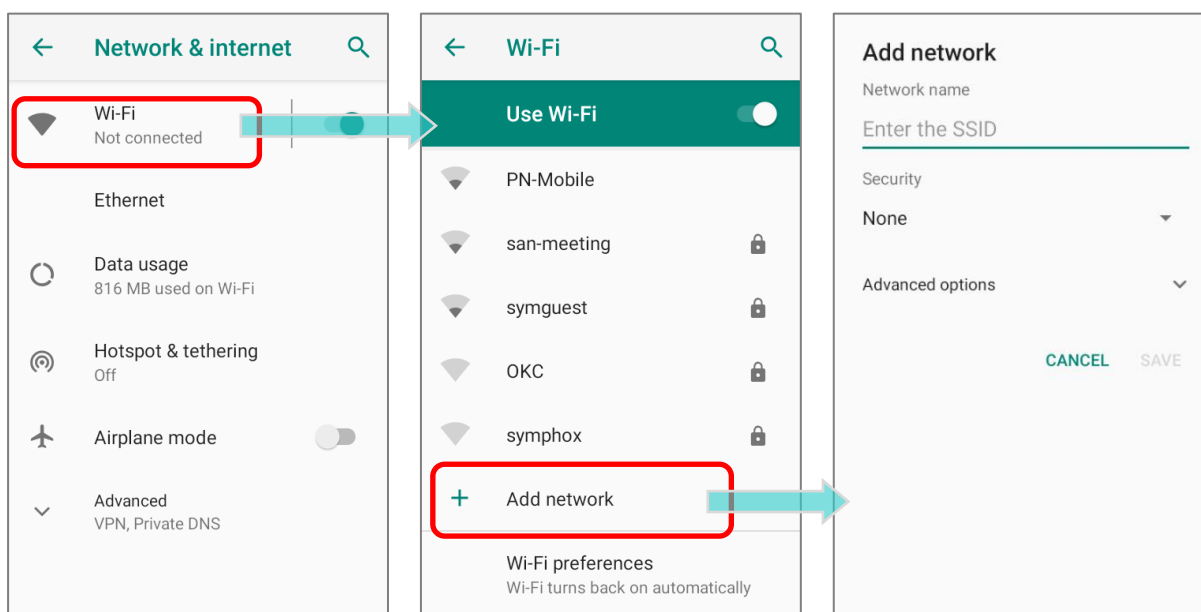 Network & internet
Wi-Fi
Not connected
Ethernet
Data usage
816 MB used on Wi-Fi
Hotspot & tethering
Off
Airplane mode
Advanced
VPN, Private DNS
Wi-Fi
Use Wi-Fi
PN-Mobile
san-meeting
symguest
OKC
symphox
Add network
Wi-Fi preferences
Wi-Fi turns back on automatically
Add network
Network name
Enter the SSID
Security
None
Advanced options
CANCEL SAVE